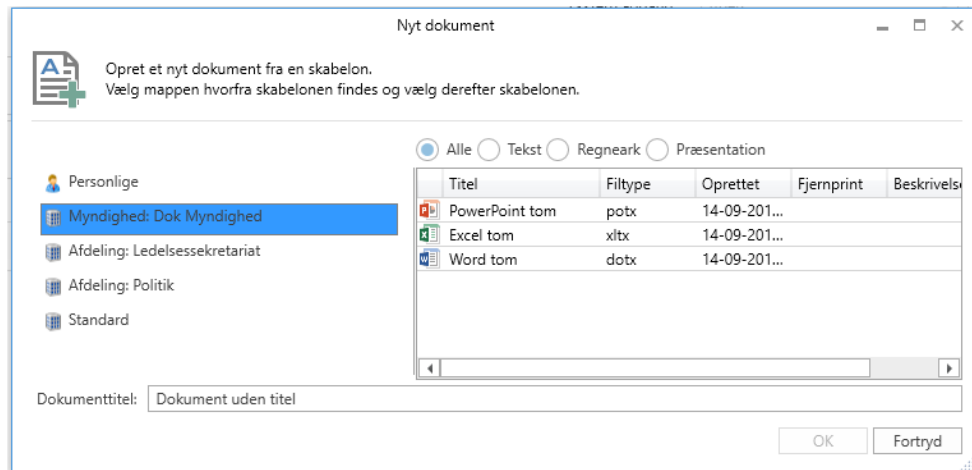 Nyt dokument
Opret et nyt dokument fra en skabelon.
Vælg mappen hvorfra skabelonen findes og vælg derefter skabelonen.
Alle Tekst Regneark Præsentation
Personlige
Myndighed: Dok Myndighed
Afdeling: Ledelsessekretariat
Afdeling: Politik
Standard
Titel Filtype Oprettet Fjernprint Beskrivelse
PowerPoint tom potx 14-09-201...
Excel tom xltx 14-09-201...
Word tom dotx 14-09-201...
Dokumenttitel: Dokument uden titel
OK Fortryd